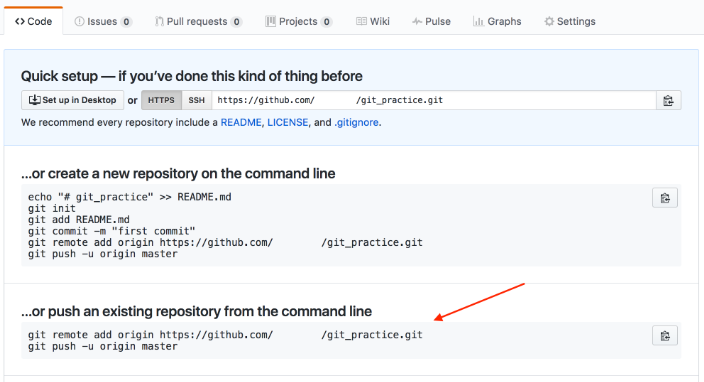 Code Issues 0 Pull requests 0 Projects 0 Wiki Pulse Graphs Settings
Quick setup — if you've done this kind of thing before
Set up in Desktop or HTTPS SSH https://github.com/ /git_practice.git
We recommend every repository include a README, LICENSE, and .gitignore.
...or create a new repository on the command line
echo "# git_practice" >> README.md
git init
git add README.md
git commit -m "first commit"
git remote add origin https://github.com/ /git_practice.git
git push -u origin master
...or push an existing repository from the command line
git remote add origin https://github.com/ /git_practice.git
git push -u origin master